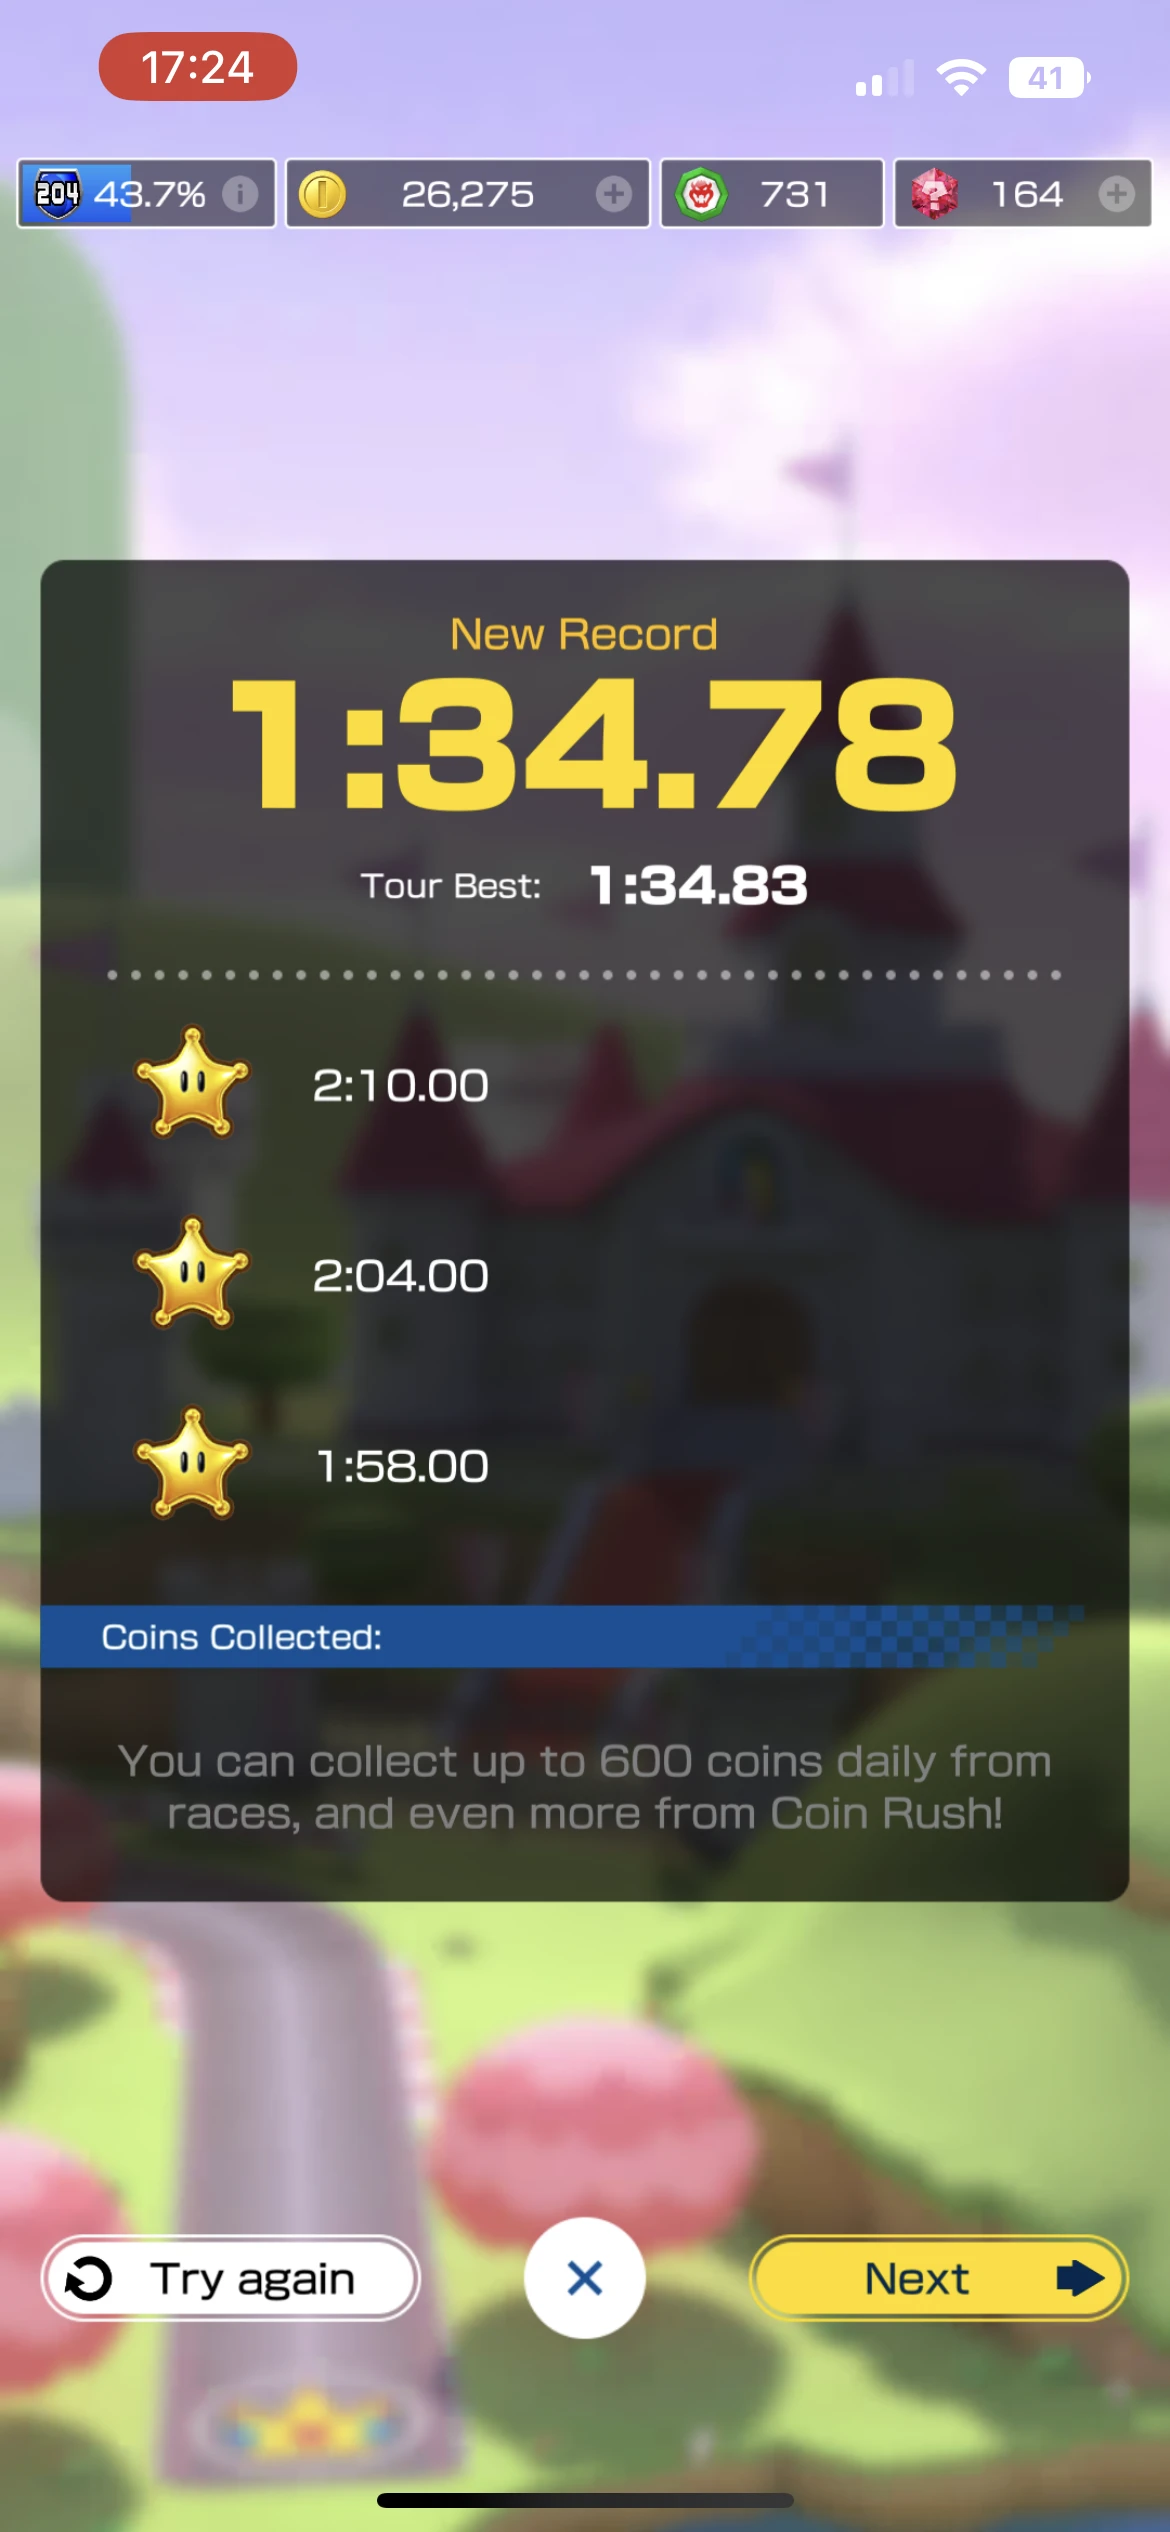 17:24
41
204 43.7% i
26,275 +
731
164 +
New Record
1:34.78
Tour Best: 1:34.83
2:10.00
2:04.00
1:58.00
Coins Collected:
You can collect up to 600 coins daily from
races, and even more from Coin Rush!
Try again
Next